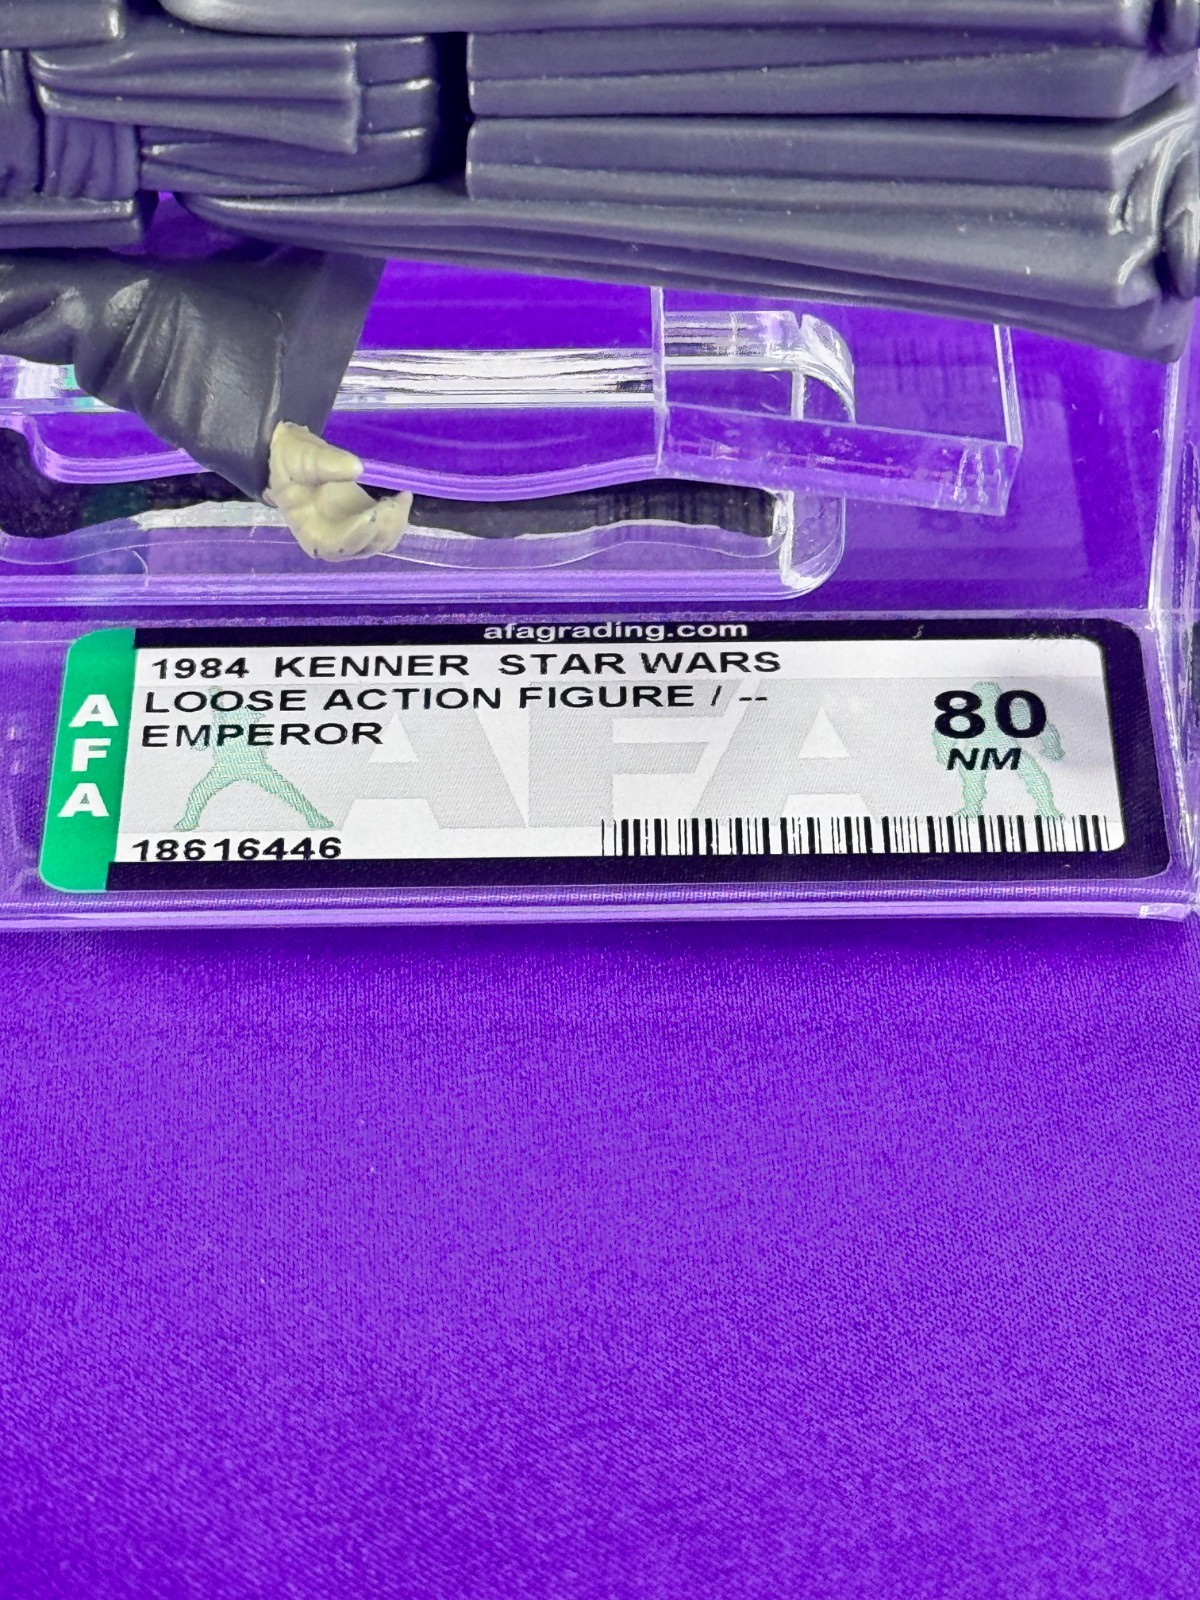 afagrading.com
AFA
1984 KENNER STAR WARS
LOOSE ACTION FIGURE / --
EMPEROR
80
NM
AFA
18616446